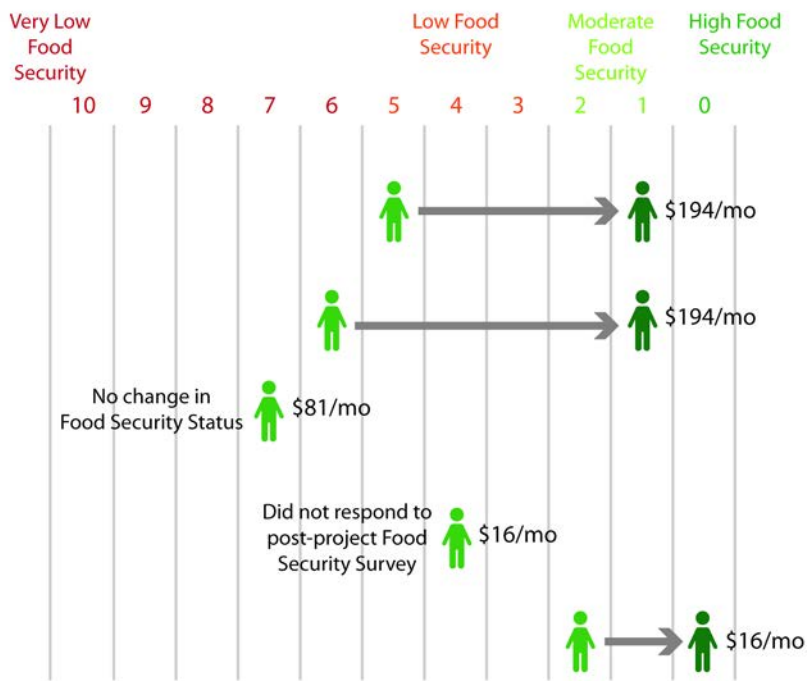 Very Low
Food
Security
Low Food
Security
Moderate
Food
Security
High Food
Security
10 9 8 7 6 5 4 3 2 1 0
$194/mo
$194/mo
No change in
Food Security Status
$81/mo
Did not respond to
post-project Food
Security Survey
$16/mo
$16/mo